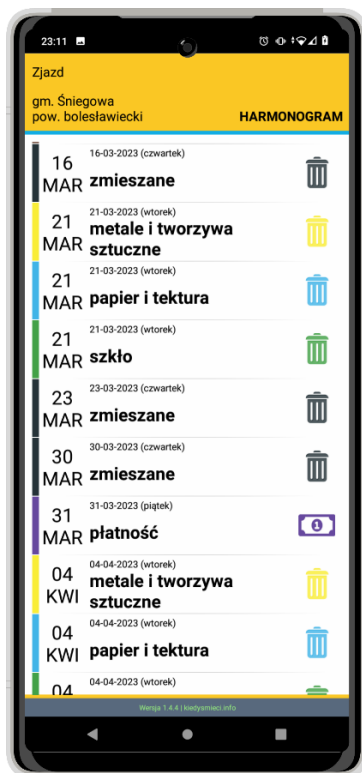 23:11
Zjazd
gm. Śniegowa
pow. bolesławiecki
HARMONOGRAM
16-03-2023 (czwartek)
16
MAR
zmieszane
21-03-2023 (wtorek)
21
MAR
metale i tworzywa
sztuczne
21-03-2023 (wtorek)
21
MAR
papier i tektura
21-03-2023 (wtorek)
21
MAR
szkło
23-03-2023 (czwartek)
23
MAR
zmieszane
30-03-2023 (czwartek)
30
MAR
zmieszane
31-03-2023 (piątek)
31
MAR
płatność
1
04-04-2023 (wtorek)
04
KWI
metale i tworzywa
sztuczne
04-04-2023 (wtorek)
04
KWI
papier i tektura
04-04-2023 (wtorek)
04
Wersja 1.4.4 | kiedysmieci.info